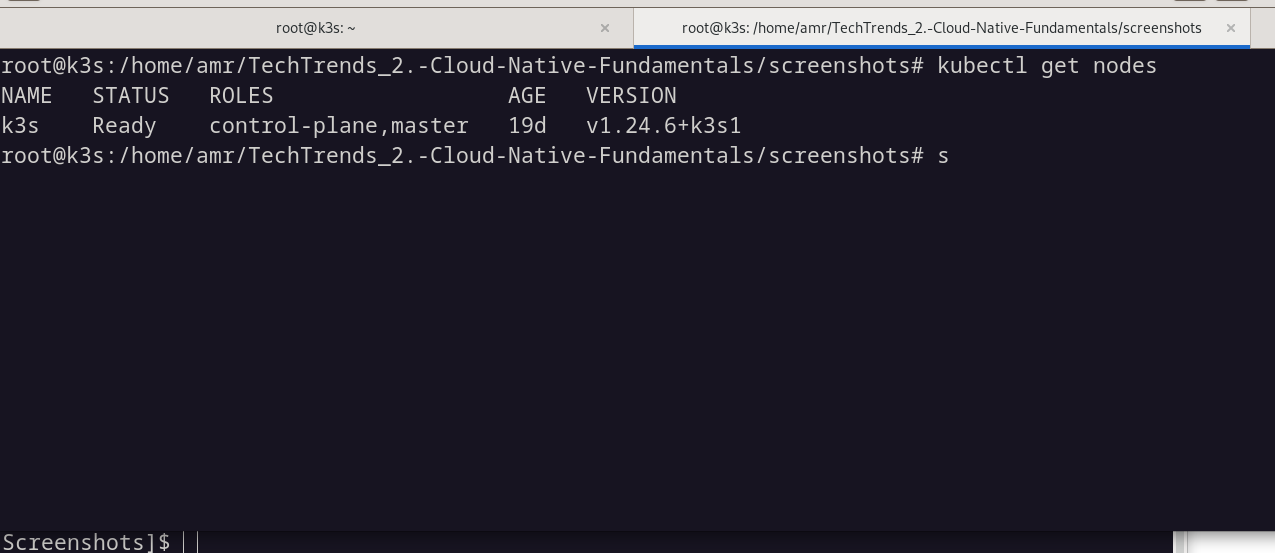 root@k3s: ~ × root@k3s: /home/amr/TechTrends_2.-Cloud-Native-Fundamentals/screenshots ×
root@k3s:/home/amr/TechTrends_2.-Cloud-Native-Fundamentals/screenshots# kubectl get nodes
NAME STATUS ROLES AGE VERSION
k3s Ready control-plane,master 19d v1.24.6+k3s1
root@k3s:/home/amr/TechTrends_2.-Cloud-Native-Fundamentals/screenshots# s
Screenshots]$